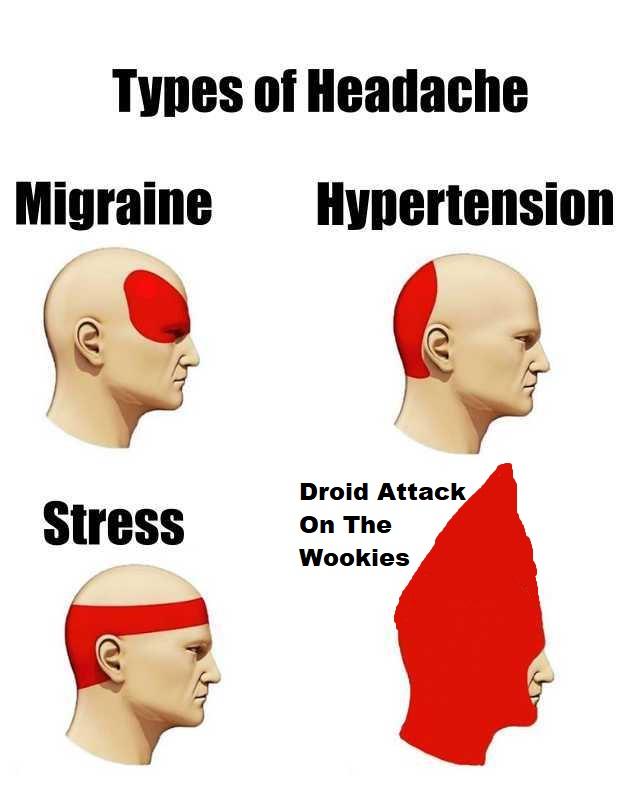 Types of Headache
Migraine
Hypertension
Stress
Droid Attack
On The
Wookies